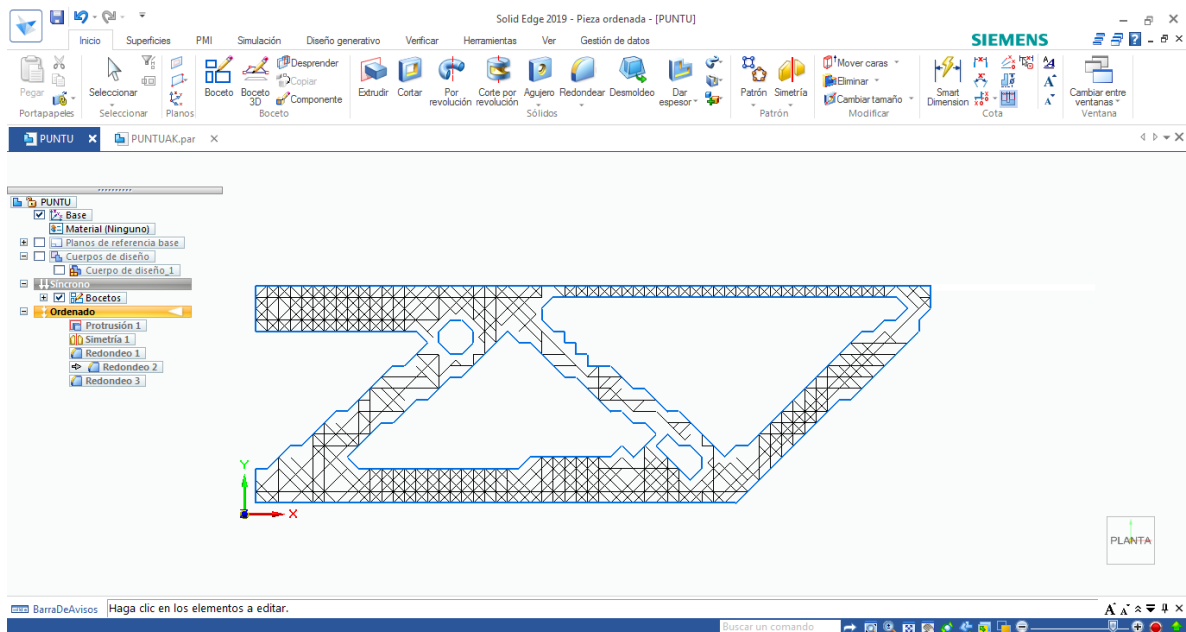 Solid Edge 2019 - Pieza ordenada - [PUNTU]
Inicio Superficies PMI Simulación Diseño generativo Verificar Herramientas Ver Gestión de datos
SIEMENS
Pegar
Portapapeles
Seleccionar
Seleccionar
Planos
Boceto
Boceto 3D
Desprender
Copiar
Componente
Boceto
Extrudir
Cortar
Por revolución
Corte por revolución
Agujero
Redondear
Desmoldeo
Dar espesor
Sólidos
Patrón
Simetría
Patrón
Mover caras
Eliminar
Cambiar tamaño
Modificar
Smart Dimension
Cota
Cambiar entre ventanas
Ventana
PUNTU
PUNTUAK.par
PUNTU
Base
Material (Ninguno)
Planos de referencia base
Cuerpos de diseño
Cuerpo de diseño_1
Síncrono
Bocetos
Ordenado
Protrusión 1
Simetría 1
Redondeo 1
Redondeo 2
Redondeo 3
Y
X
PLANTA
BarraDeAvisos Haga clic en los elementos a editar.
Buscar un comando